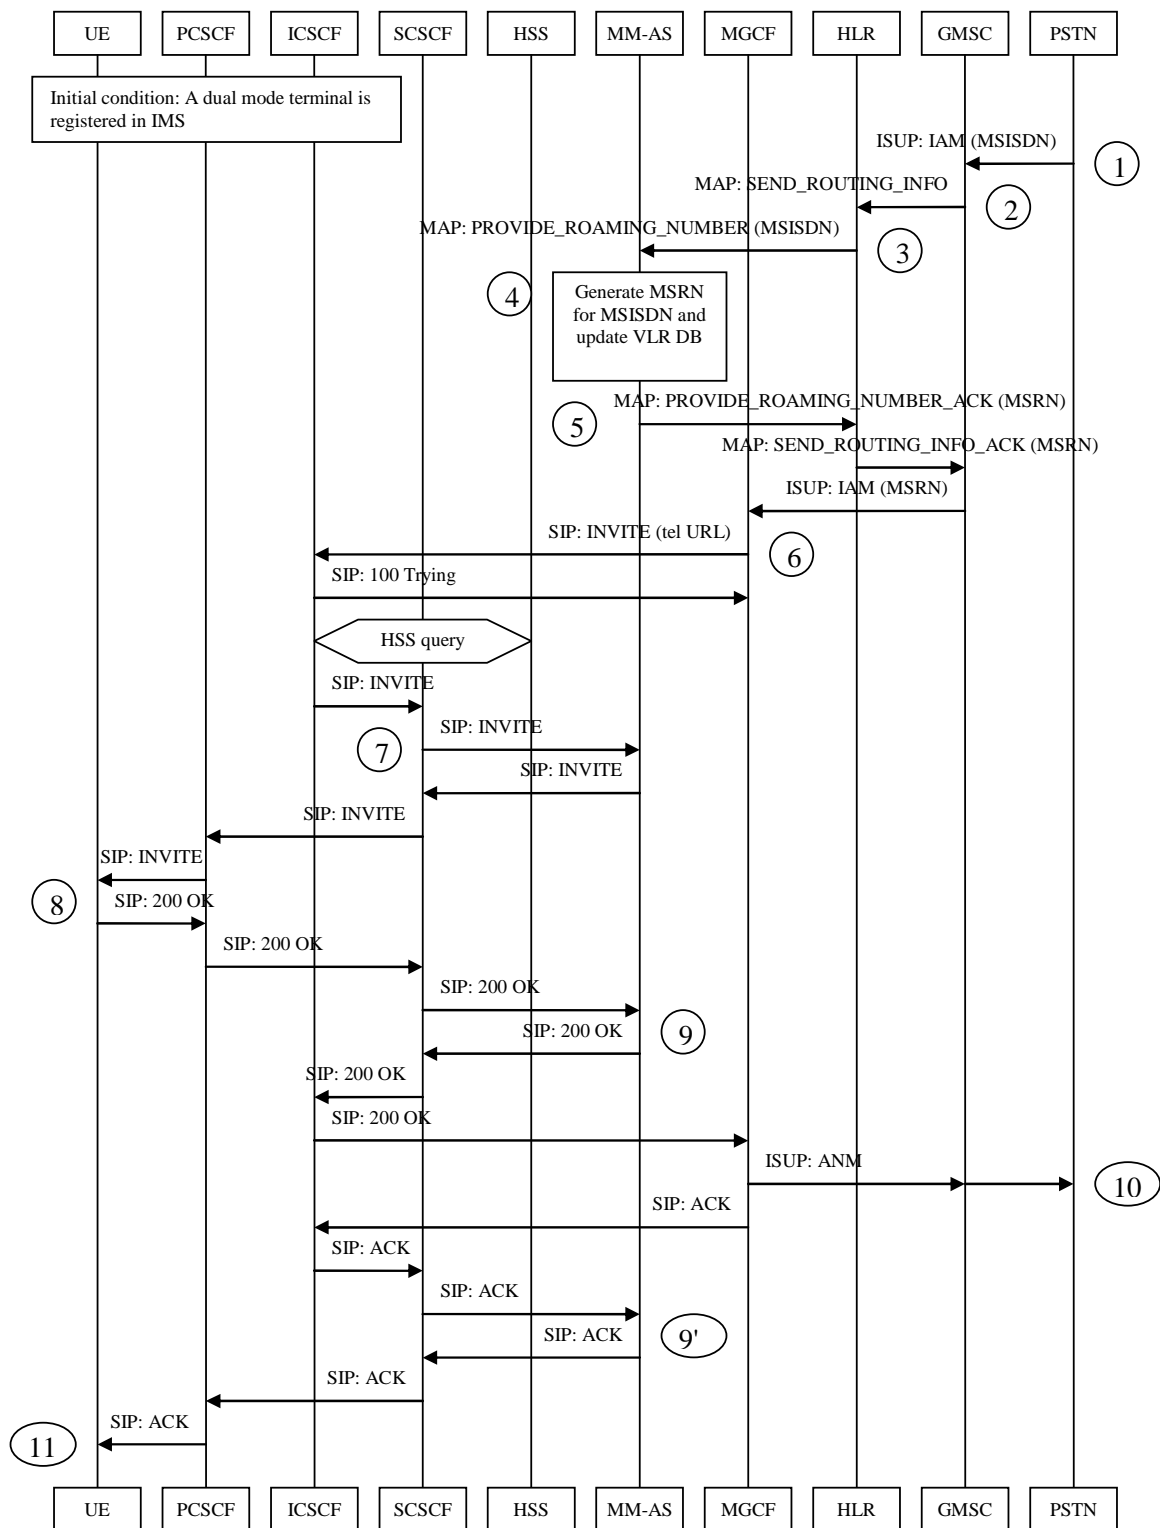 UE PCSCF ICSCF SCSCF HSS MM-AS MGCF HLR GMSC PSTN
Initial condition: A dual mode terminal is
registered in IMS
ISUP: IAM (MSISDN)
1
MAP: SEND_ROUTING_INFO
2
MAP: PROVIDE_ROAMING_NUMBER (MSISDN)
3
4
Generate MSRN
for MSISDN and
update VLR DB
MAP: PROVIDE_ROAMING_NUMBER_ACK (MSRN)
5
MAP: SEND_ROUTING_INFO_ACK (MSRN)
ISUP: IAM (MSRN)
SIP: INVITE (tel URL)
6
SIP: 100 Trying
HSS query
SIP: INVITE
7
SIP: INVITE
SIP: INVITE
SIP: INVITE
SIP: INVITE
8
SIP: 200 OK
SIP: 200 OK
SIP: 200 OK
9
SIP: 200 OK
SIP: 200 OK
SIP: 200 OK
ISUP: ANM
10
SIP: ACK
SIP: ACK
SIP: ACK
9'
SIP: ACK
SIP: ACK
SIP: ACK
11
UE PCSCF ICSCF SCSCF HSS MM-AS MGCF HLR GMSC PSTN